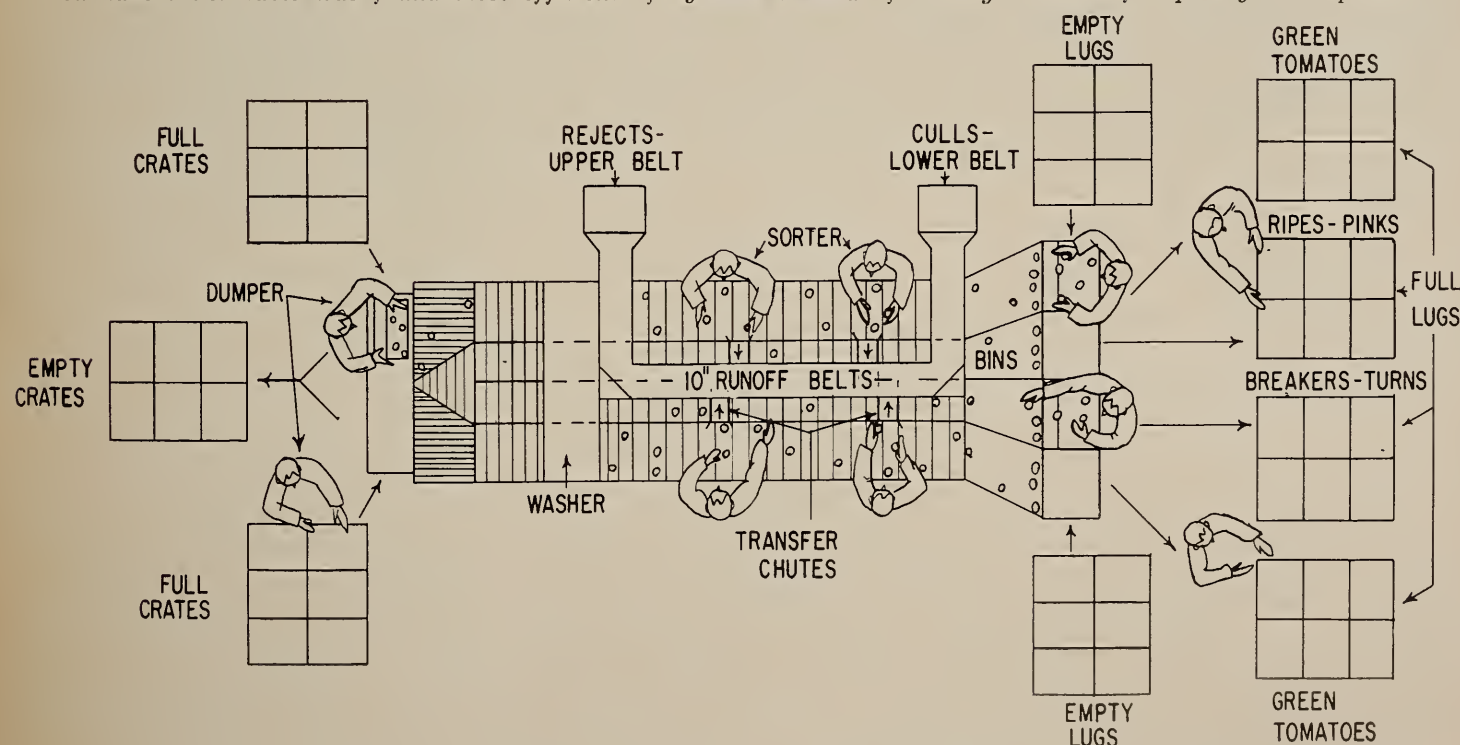 EMPTY
LUGS
GREEN
TOMATOES
FULL
CRATES
REJECTS-
UPPER BELT
CULLS-
LOWER BELT
SORTER
RIPES - PINKS
DUMPER
FULL
LUGS
EMPTY
CRATES
BINS
10" RUNOFF BELTS
BREAKERS-TURNS
WASHER
TRANSFER
CHUTES
FULL
CRATES
EMPTY
LUGS
GREEN
TOMATOES